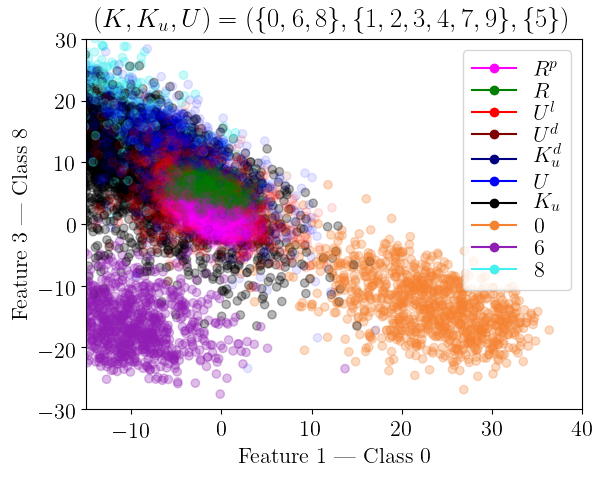 (K, K_u, U) = ({0, 6, 8}, {1, 2, 3, 4, 7, 9}, {5})
30
20
10
0
−10
−20
−30
−10
0
10
20
30
40
Feature 3 — Class 8
Feature 1 — Class 0
R^p
R
U^l
U^d
K_u^d
U
K_u
0
6
8